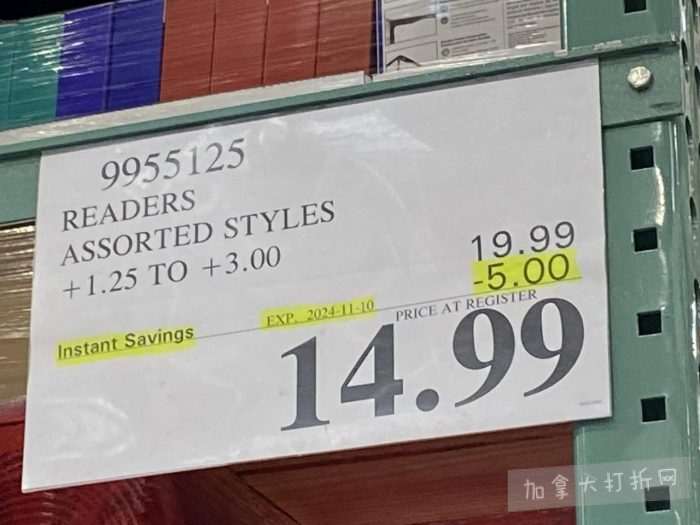 9955125
READERS
ASSORTED STYLES
+1.25 TO +3.00
19.99
-5.00
Instant Savings
EXP. 2024-11-10
PRICE AT REGISTER
14.99
加拿大打折网